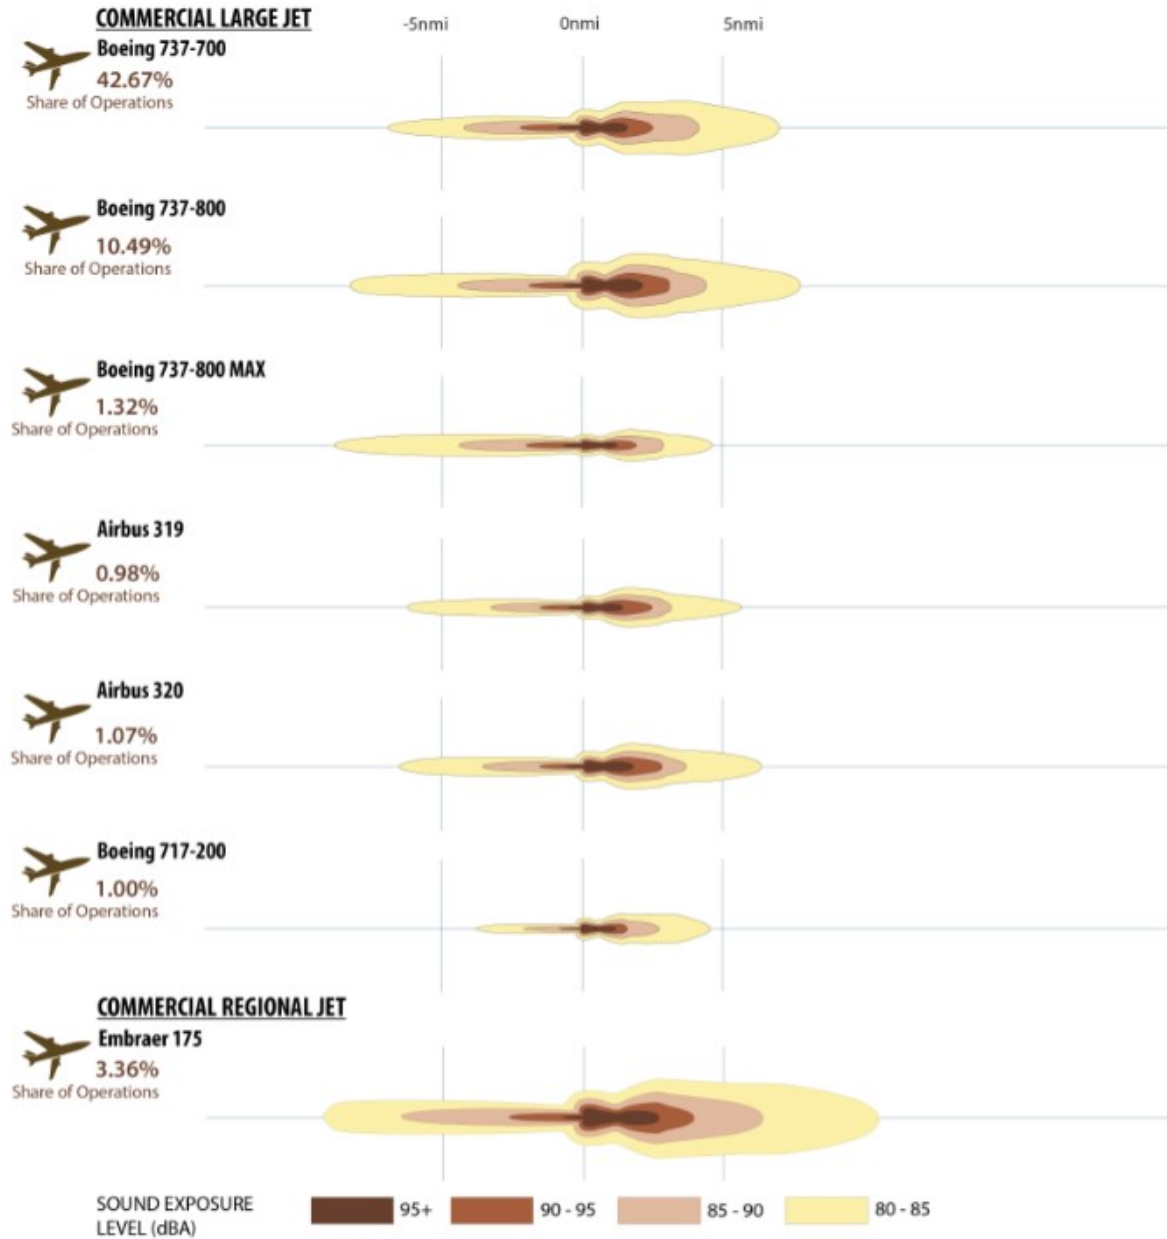 COMMERCIAL LARGE JET
-5nmi 0nmi 5nmi
Boeing 737-700
42.67%
Share of Operations
Boeing 737-800
10.49%
Share of Operations
Boeing 737-800 MAX
1.32%
Share of Operations
Airbus 319
0.98%
Share of Operations
Airbus 320
1.07%
Share of Operations
Boeing 717-200
1.00%
Share of Operations
COMMERCIAL REGIONAL JET
Embraer 175
3.36%
Share of Operations
SOUND EXPOSURE
LEVEL (dBA)
95+ 90 - 95 85 - 90 80 - 85